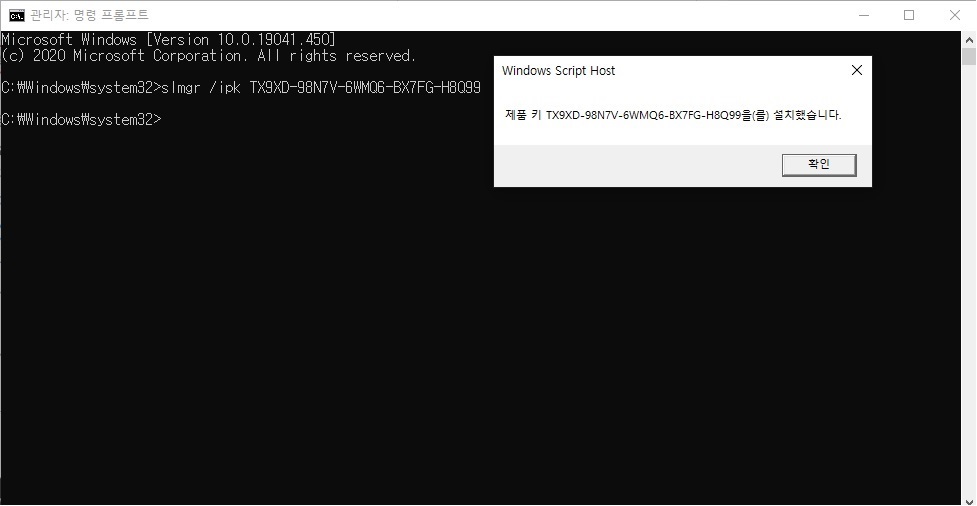 관리자: 명령 프롬프트
Microsoft Windows [Version 10.0.19041.450]
(c) 2020 Microsoft Corporation. All rights reserved.
C:₩Windows₩system32>slmgr /ipk TX9XD-98N7V-6WMQ6-BX7FG-H8Q99
C:₩Windows₩system32>
Windows Script Host
제품 키 TX9XD-98N7V-6WMQ6-BX7FG-H8Q99을(를) 설치했습니다.
확인